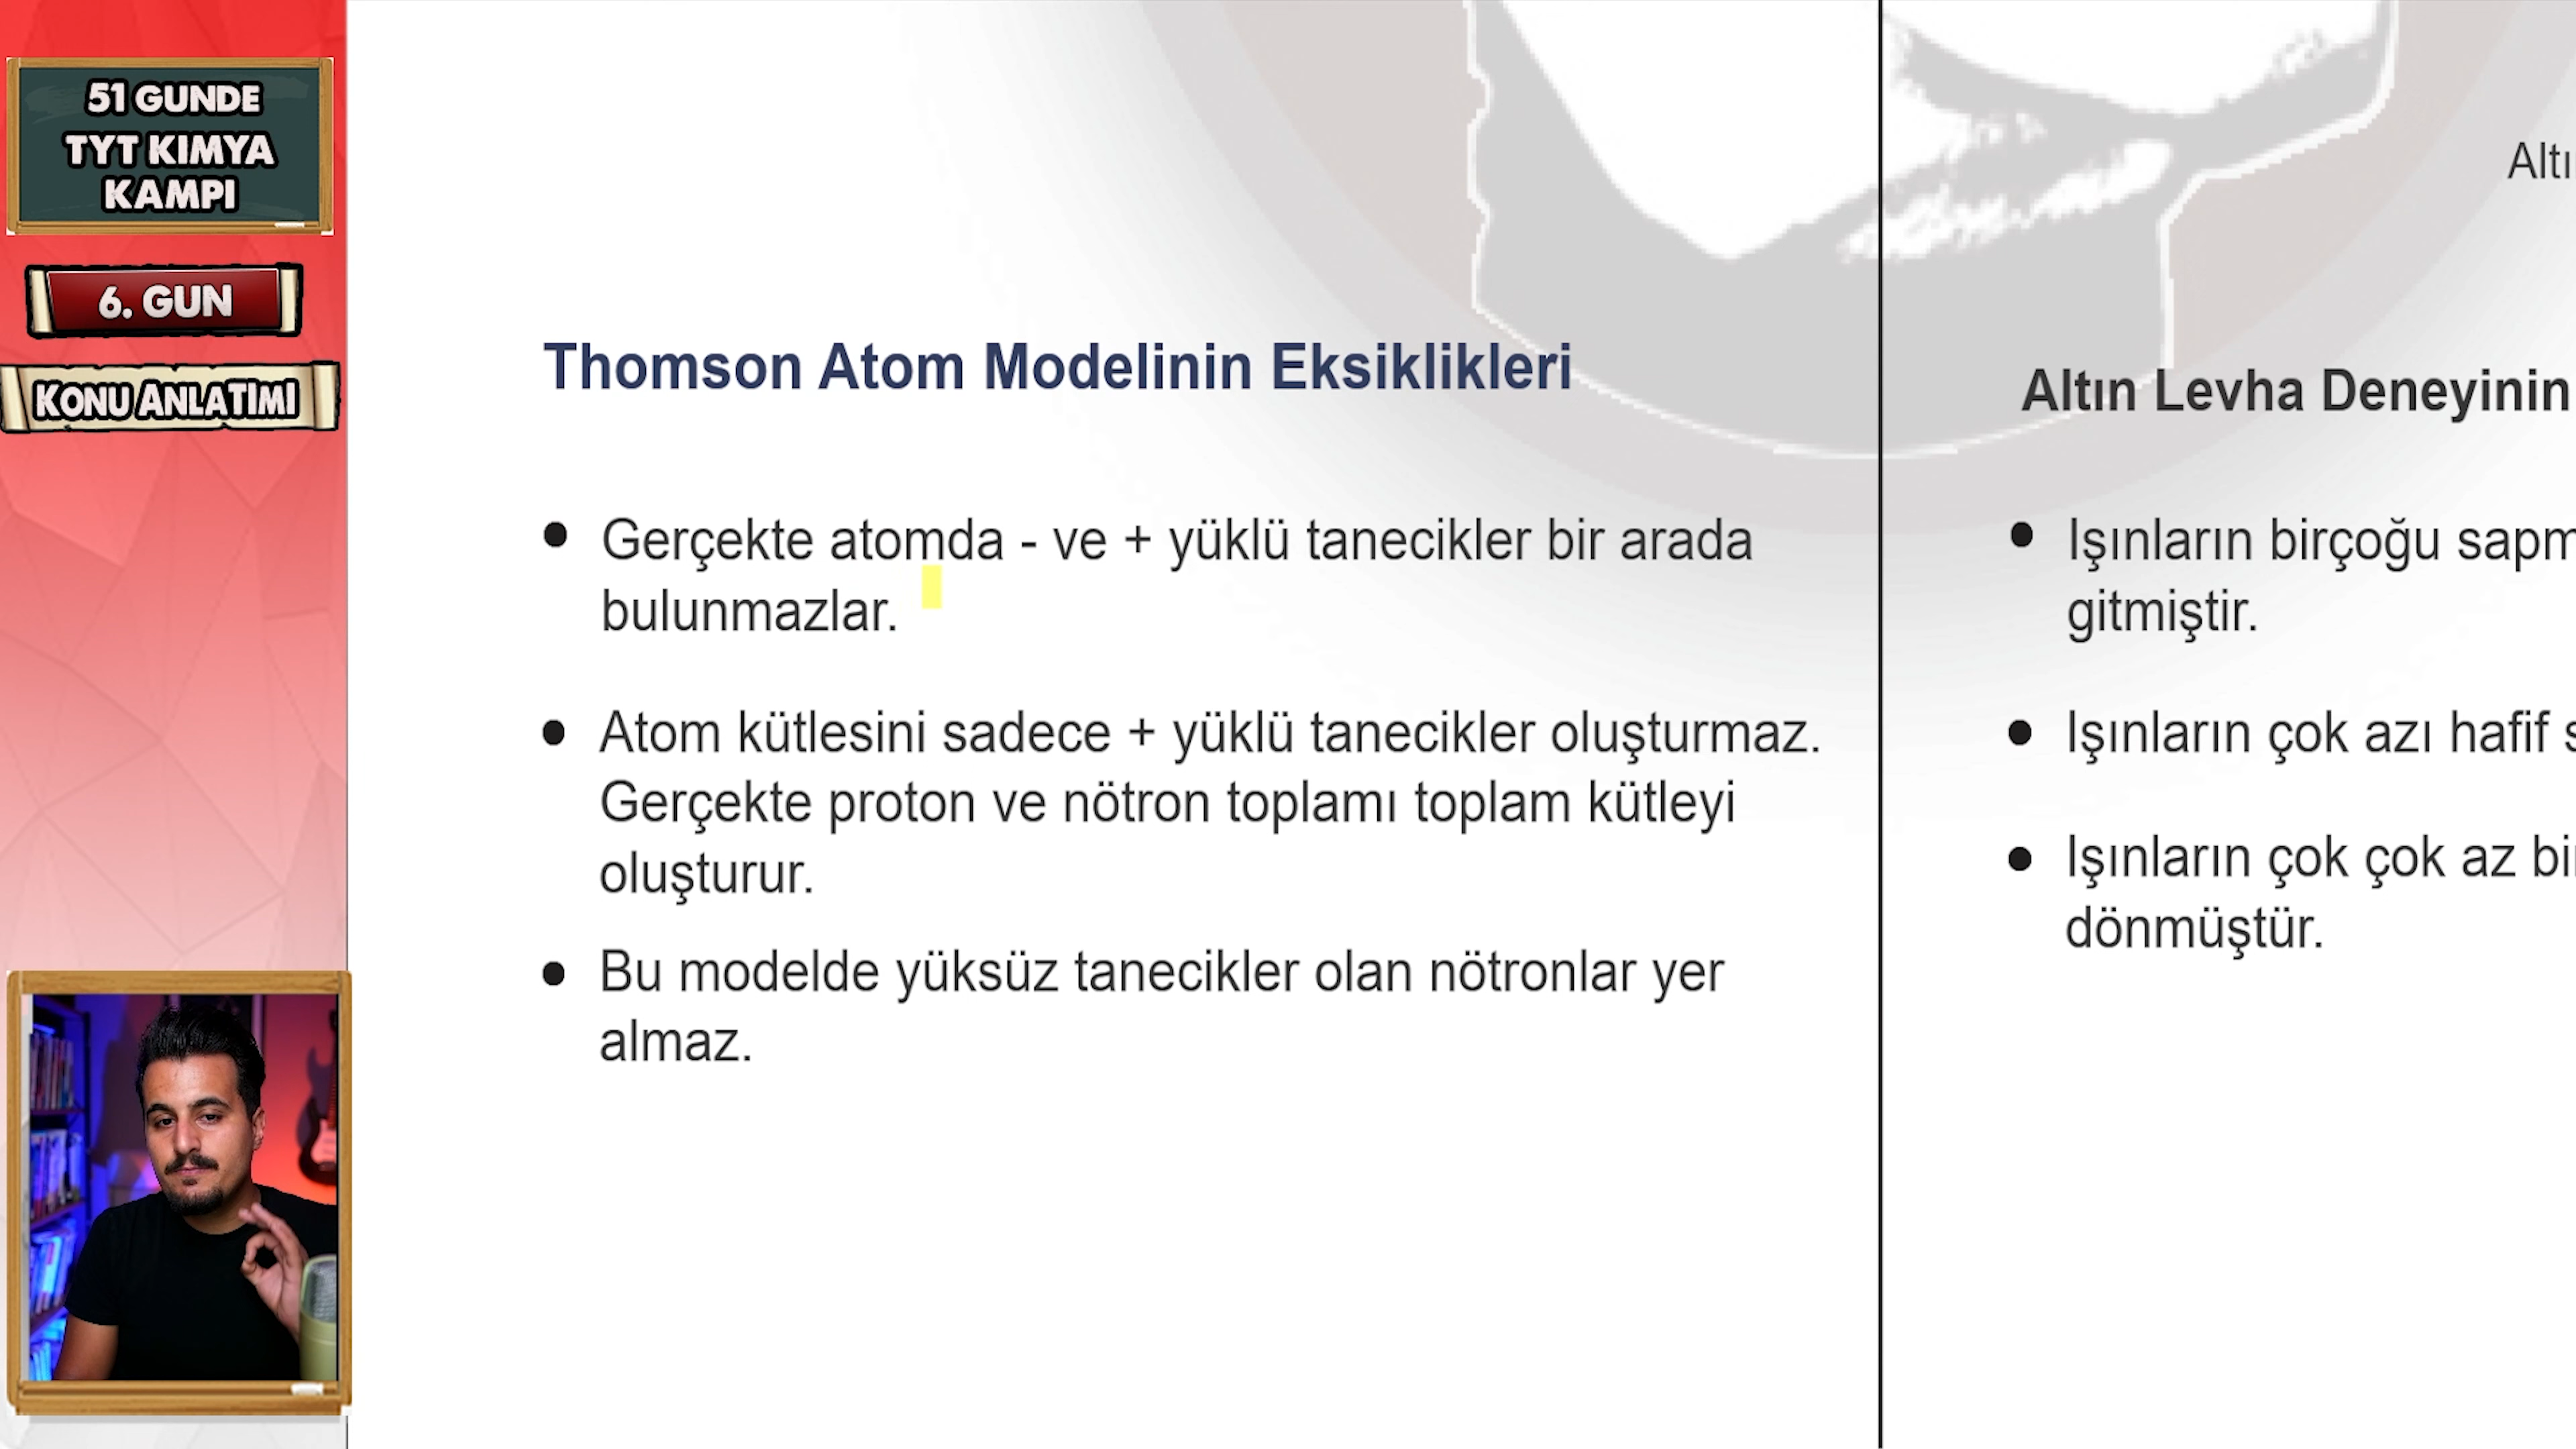 51 GUNDE
TYT KIMYA
KAMPI
6. GUN
KONU ANLATIMI
Thomson Atom Modelinin Eksiklikleri
● Gerçekte atomda - ve + yüklü tanecikler bir arada
bulunmazlar.
● Atom kütlesini sadece + yüklü tanecikler oluşturmaz.
Gerçekte proton ve nötron toplamı toplam kütleyi
oluşturur.
● Bu modelde yüksüz tanecikler olan nötronlar yer
almaz.
Altın Levha Deneyinin
● Işınların birçoğu
gitmiştir.
● Işınların çok azı hafif
● Işınların çok çok az
dönmüştür.